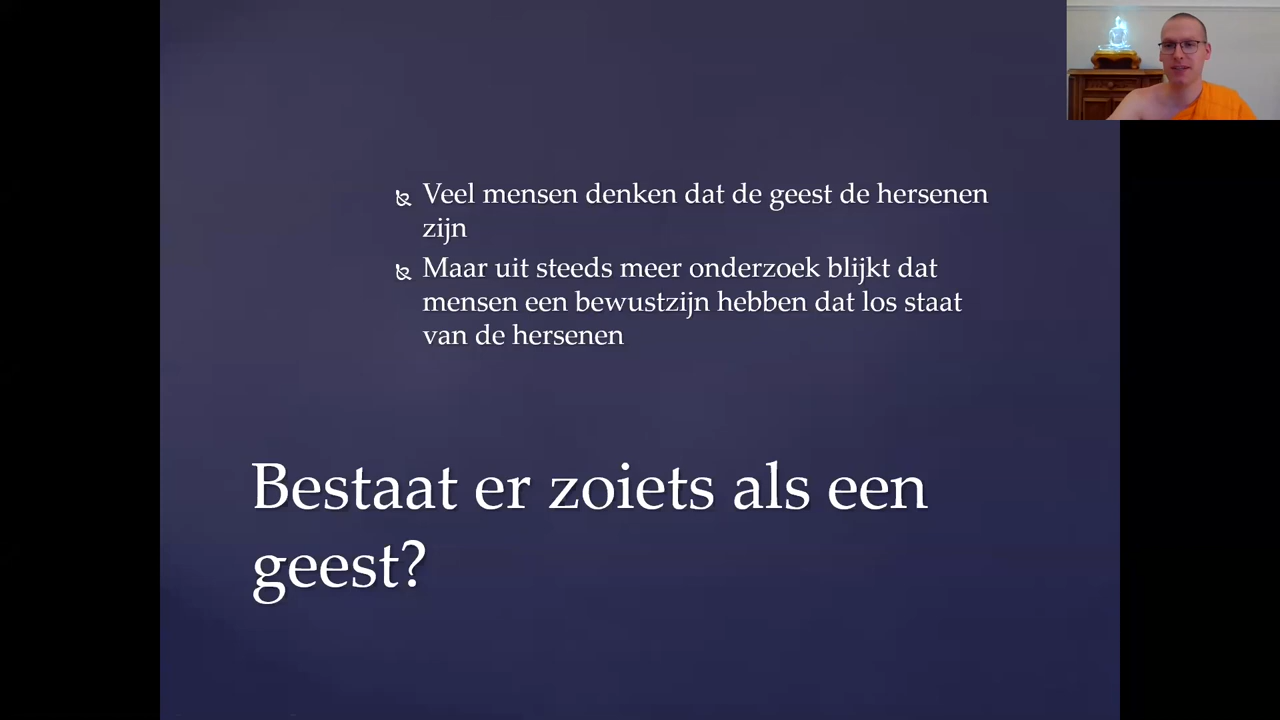 Veel mensen denken dat de geest de hersenen
zijn
Maar uit steeds meer onderzoek blijkt dat
mensen een bewustzijn hebben dat los staat
van de hersenen
Bestaat er zoiets als een
geest?